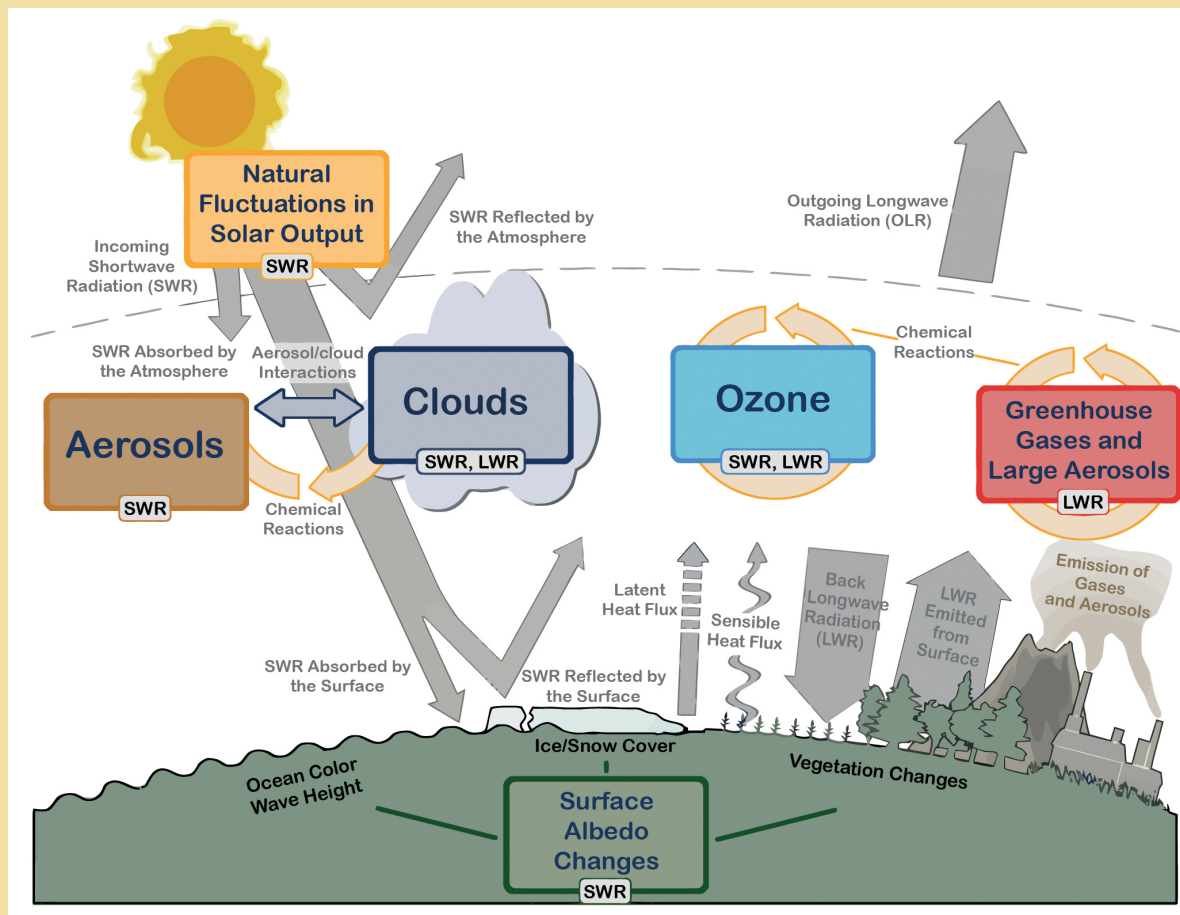 Natural
Fluctuations in
Solar Output
SWR
Incoming
Shortwave
Radiation (SWR)
SWR Reflected by
the Atmosphere
Outgoing Longwave
Radiation (OLR)
SWR Absorbed by
the Atmosphere
Aerosol/cloud
Interactions
Chemical
Reactions
Aerosols
SWR
Clouds
SWR, LWR
Ozone
SWR, LWR
Greenhouse
Gases and
Large Aerosols
LWR
Chemical
Reactions
Latent
Heat Flux
Sensible
Heat Flux
Back
Longwave
Radiation
(LWR)
LWR
Emitted
from
Surface
Emission of
Gases
and Aerosols
SWR Absorbed by
the Surface
SWR Reflected by
the Surface
Ice/Snow Cover
Ocean Color
Wave Height
Vegetation Changes
Surface
Albedo
Changes
SWR